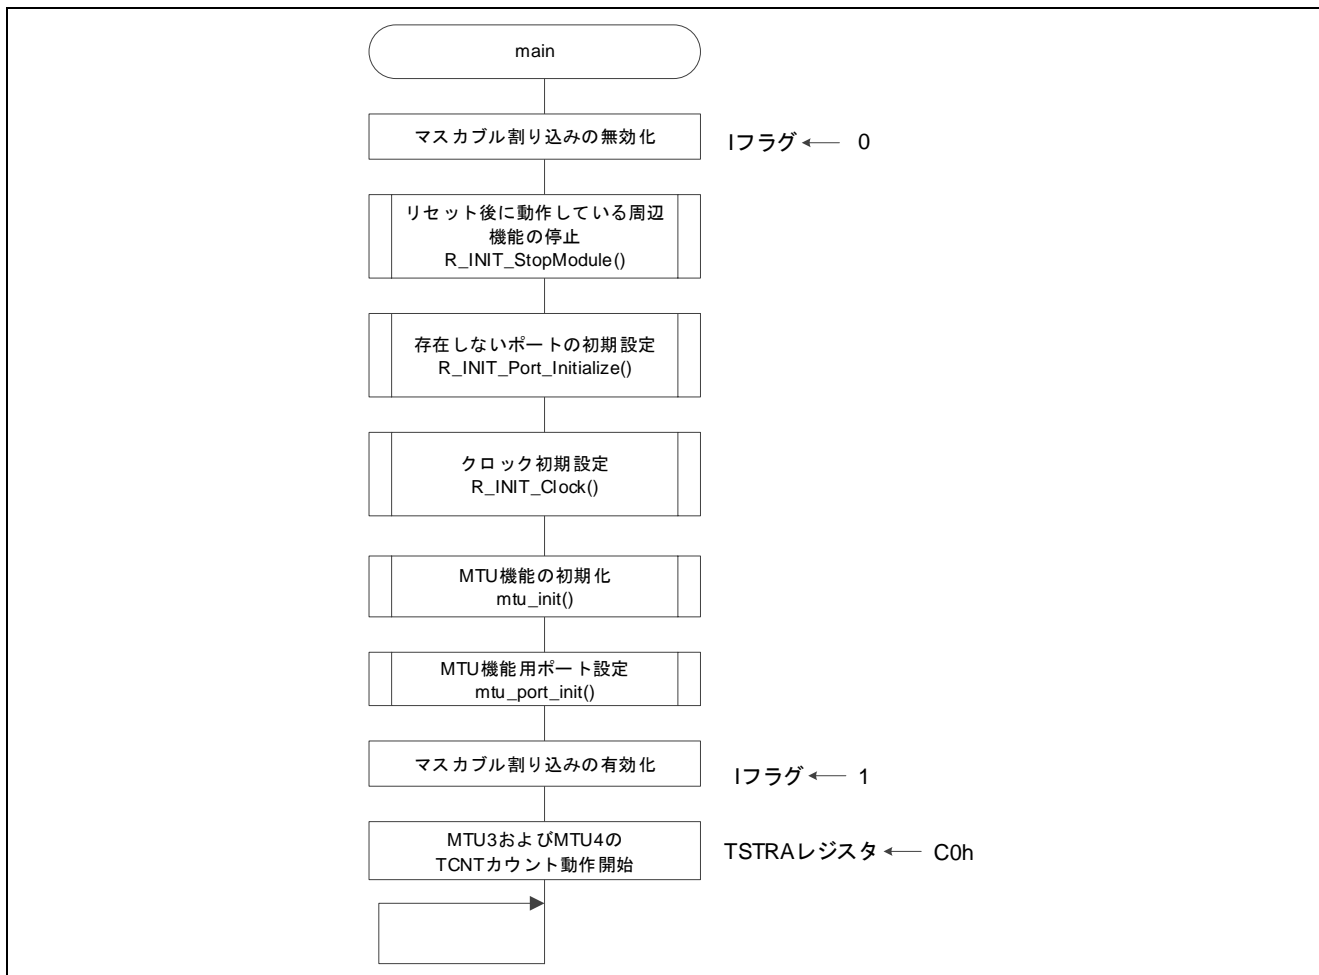 main
マスカブル割り込みの無効化
Iフラグ ← 0
リセット後に動作している周辺
機能の停止
R_INIT_StopModule()
存在しないポートの初期設定
R_INIT_Port_Initialize()
クロック初期設定
R_INIT_Clock()
MTU機能の初期化
mtu_init()
MTU機能用ポート設定
mtu_port_init()
マスカブル割り込みの有効化
Iフラグ ← 1
MTU3およびMTU4の
TCNTカウント動作開始
TSTRAレジスタ ← C0h